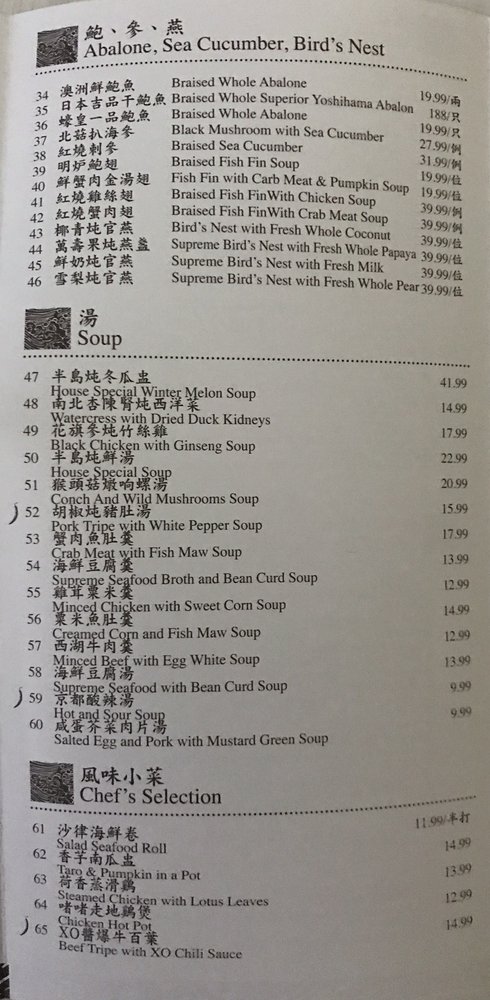 鮑、參、燕
Abalone, Sea Cucumber, Bird's Nest
34 澳洲鮮鮑魚 Braised Whole Abalone 19.99/兩
35 日本吉品干鮑魚 Braised Whole Superior Yoshihama Abalon 188/只
36 蠔皇一品鮑魚 Braised Whole Abalone 19.99/只
37 北菇扒海參 Black Mushroom with Sea Cucumber 27.99/例
38 紅燒刺參 Braised Sea Cucumber 31.99/例
39 明炉鮑翅 Braised Fish Fin Soup 19.99/位
40 鮮蟹肉金湯翅 Fish Fin with Carb Meat & Pumpkin Soup 19.99/位
41 紅燒雞絲翅 Braised Fish FinWith Chicken Soup 39.99/例
42 紅燒蟹肉翅 Braised Fish FinWith Crab Meat Soup 39.99/例
43 椰青炖官燕 Bird's Nest with Fresh Whole Coconut 39.99/位
44 萬壽果炖燕盅 Supreme Bird's Nest with Fresh Whole Papaya 39.99/位
45 鮮奶炖官燕 Supreme Bird's Nest with Fresh Milk 39.99/位
46 雪梨炖官燕 Supreme Bird's Nest with Fresh Whole Pear 39.99/位
湯
Soup
47 半島炖冬瓜盅 41.99
House Special Winter Melon Soup
48 南北杏陳腎炖西洋菜 14.99
Watercress with Dried Duck Kidneys
49 花旗參炖竹絲雞 17.99
Black Chicken with Ginseng Soup
50 半島炖鮮湯 22.99
House Special Soup
51 猴頭菇燉响螺湯 20.99
Conch And Wild Mushrooms Soup
52 胡椒炖豬肚湯 15.99
Pork Tripe with White Pepper Soup
53 蟹肉魚肚羹 17.99
Crab Meat with Fish Maw Soup
54 海鮮豆腐羹 13.99
Supreme Seafood Broth and Bean Curd Soup
55 雞茸粟米羹 12.99
Minced Chicken with Sweet Corn Soup
56 粟米魚肚羹 14.99
Creamed Corn and Fish Maw Soup
57 西湖牛肉羹 12.99
Minced Beef with Egg White Soup
58 海鮮豆腐湯 13.99
Supreme Seafood with Bean Curd Soup
59 京都酸辣湯 9.99
Hot and Sour Soup
60 咸蛋芥菜肉片湯 9.99
Salted Egg and Pork with Mustard Green Soup
風味小菜
Chef's Selection
61 沙律海鮮卷 11.99/半打
Salad Seafood Roll
62 香芋南瓜盅 14.99
Taro & Pumpkin in a Pot
63 荷香蒸滑鷄 13.99
Steamed Chicken with Lotus Leaves
64 啫啫走地鷄煲 12.99
Chicken Hot Pot
65 XO醬爆牛百葉 14.99
Beef Tripe with XO Chili Sauce